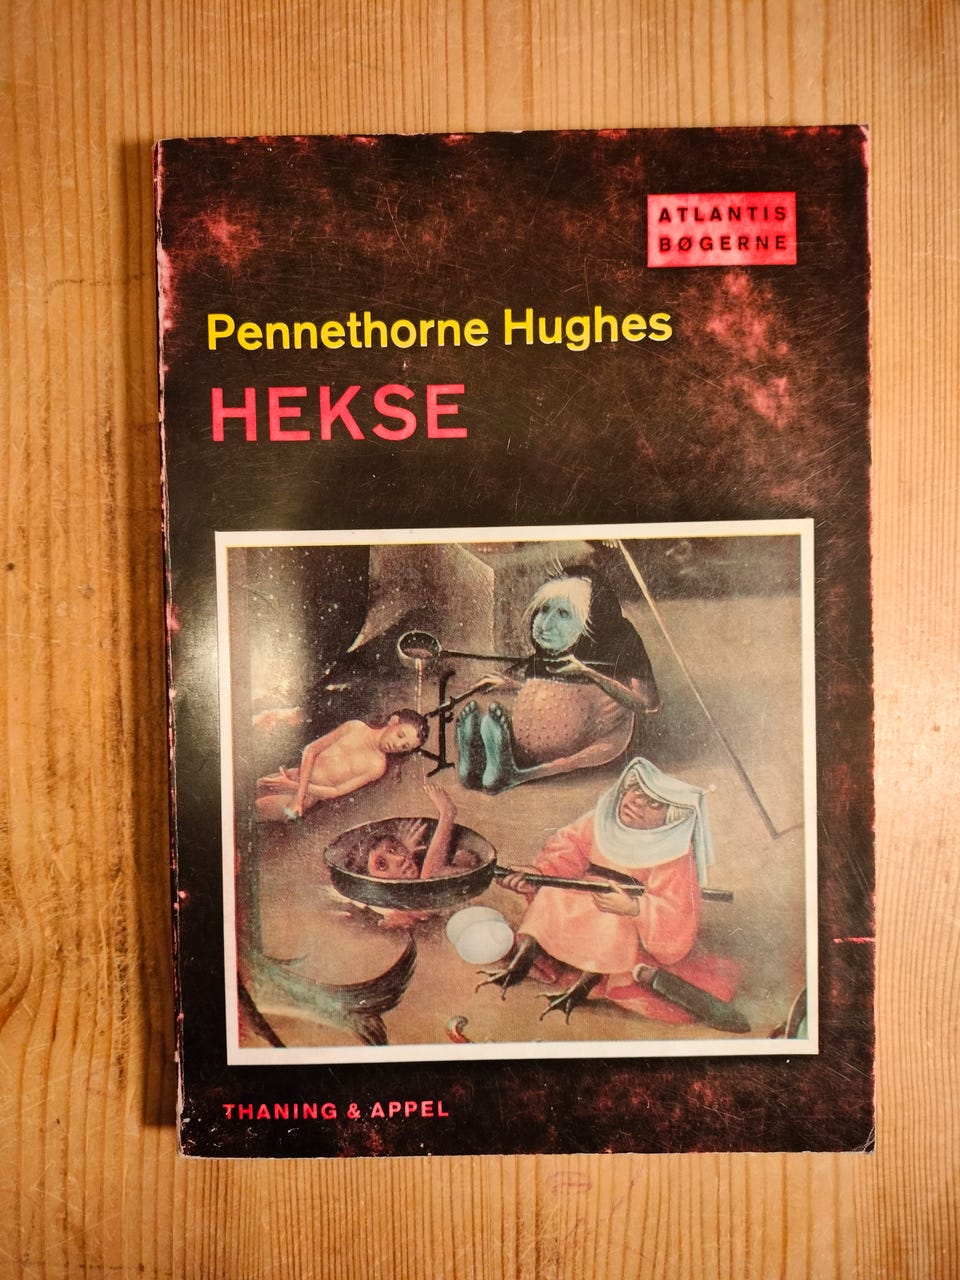 ATLANTIS
BØGERNE
Pennethorne Hughes
HEKSE
THANING & APPEL